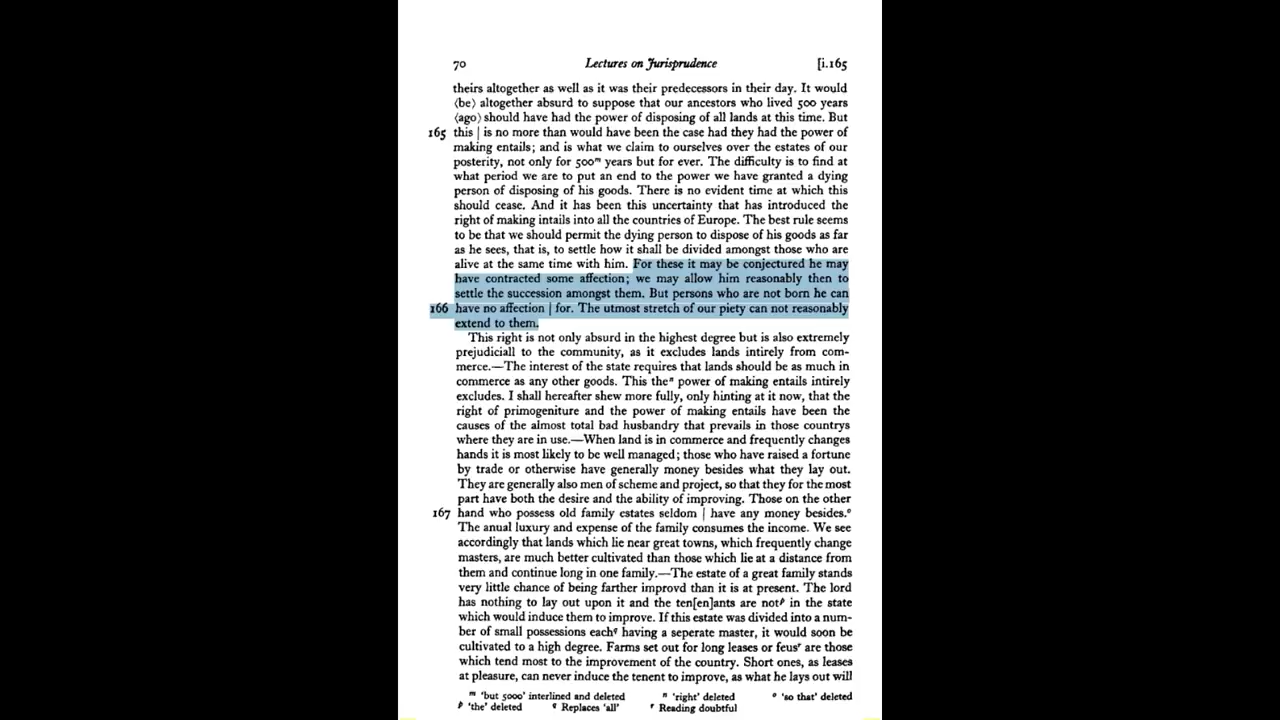 70 Lectures on Jurisprudence [i.165
theirs altogether as well as it was their predecessors in their day. It would
⟨be⟩ altogether absurd to suppose that our ancestors who lived 500 years
⟨ago⟩ should have had the power of disposing of all lands at this time. But
165 this | is no more than would have been the case had they had the power of
making entails; and is what we claim to ourselves over the estates of our
posterity, not only for 500ᵐ years but for ever. The difficulty is to find at
what period we are to put an end to the power we have granted a dying
person of disposing of his goods. There is no evident time at which this
should cease. And it has been this uncertainty that has introduced the
right of making intails into all the countries of Europe. The best rule seems
to be that we should permit the dying person to dispose of his goods as far
as he sees, that is, to settle how it shall be divided amongst those who are
alive at the same time with him. For these it may be conjectured he may
have contracted some affection; we may allow him reasonably then to
settle the succession amongst them. But persons who are not born he can
166 have no affection | for. The utmost stretch of our piety can not reasonably
extend to them.
This right is not only absurd in the highest degree but is also extremely
prejudiciall to the community, as it excludes lands intirely from com-
merce.—The interest of the state requires that lands should be as much in
commerce as any other goods. This theⁿ power of making entails intirely
excludes. I shall hereafter shew more fully, only hinting at it now, that the
right of primogeniture and the power of making entails have been the
causes of the almost total bad husbandry that prevails in those countrys
where they are in use.—When land is in commerce and frequently changes
hands it is most likely to be well managed; those who have raised a fortune
by trade or otherwise have generally money besides what they lay out.
They are generally also men of scheme and project, so that they for the most
part have both the desire and the ability of improving. Those on the other
167 hand who possess old family estates seldom | have any money besides.ᵒ
The anual luxury and expense of the family consumes the income. We see
accordingly that lands which lie near great towns, which frequently change
masters, are much better cultivated than those which lie at a distance from
them and continue long in one family.—The estate of a great family stands
very little chance of being farther improvd than it is at present. The lord
has nothing to lay out upon it and the ten[en]ants are notᵖ in the state
which would induce them to improve. If this estate was divided into a num-
ber of small possessions each𐞥 having a seperate master, it would soon be
cultivated to a high degree. Farms set out for long leases or feusʳ are those
which tend most to the improvement of the country. Short ones, as leases
at pleasure, can never induce the tenent to improve, as what he lays out will
ᵐ 'but 5000' interlined and deleted ⁿ 'right' deleted ᵒ 'so that' deleted
ᵖ 'the' deleted 𐞥 Replaces 'all' ʳ Reading doubtful